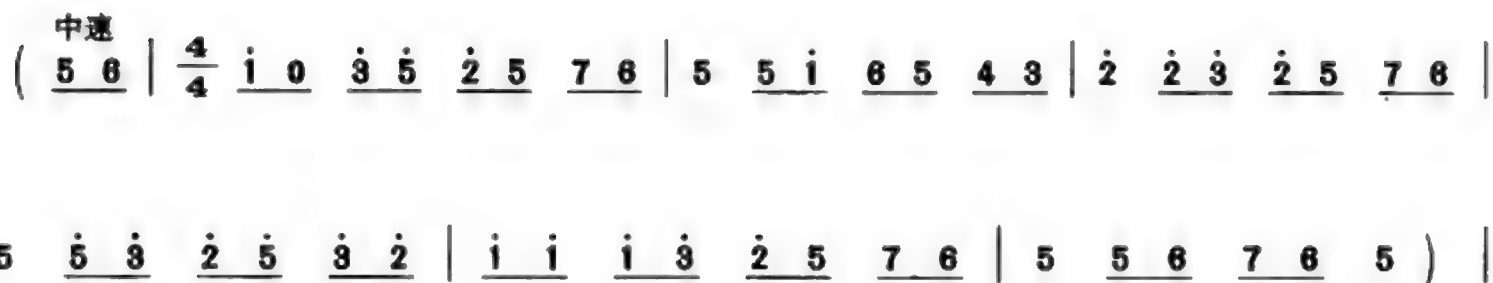 中速
( 5 6 | 4/4 i̇ 0 3̇ 5̇ 2̇ 5 7 6 | 5 5 i̇ 6 5 4 3 | 2̇ 2̇ 3̇ 2̇ 5 7 6 |
5 5̇ 3̇ 2̇ 5̇ 3̇ 2̇ | i̇ i̇ i̇ 3̇ 2̇ 5 7 6 | 5 5 6 7 6 5 ) |